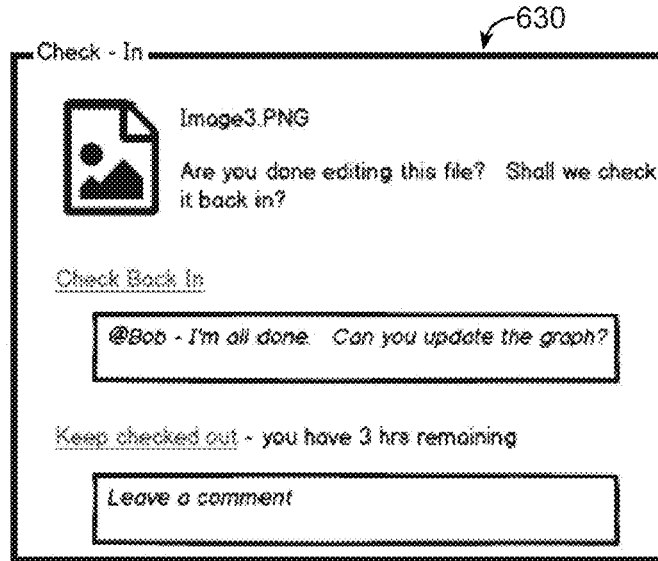 630
Check - In
Image3.PNG
Are you done editing this file? Shall we check
it back in?
Check Back In
@Bob - I'm all done. Can you update the graph?
Keep checked out - you have 3 hrs remaining
Leave a comment